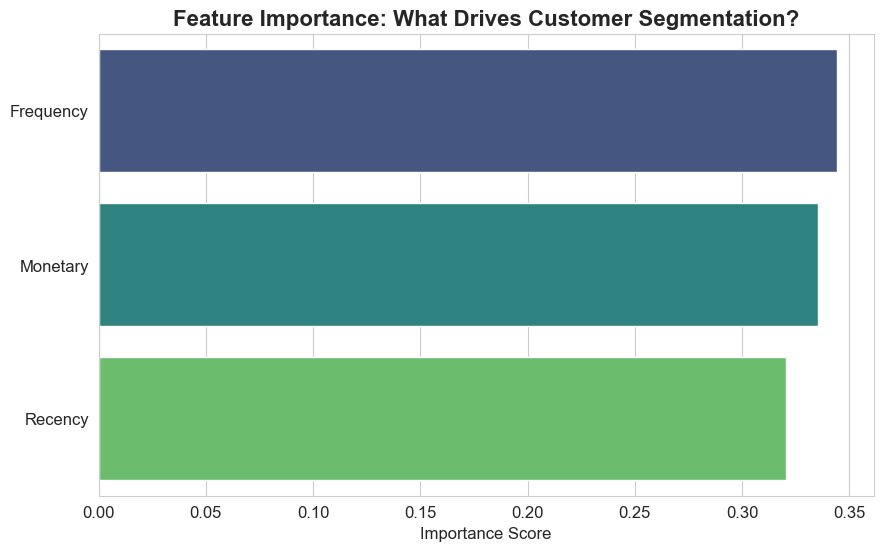 Feature Importance: What Drives Customer Segmentation?
Frequency
Monetary
Recency
0.00 0.05 0.10 0.15 0.20 0.25 0.30 0.35
Importance Score